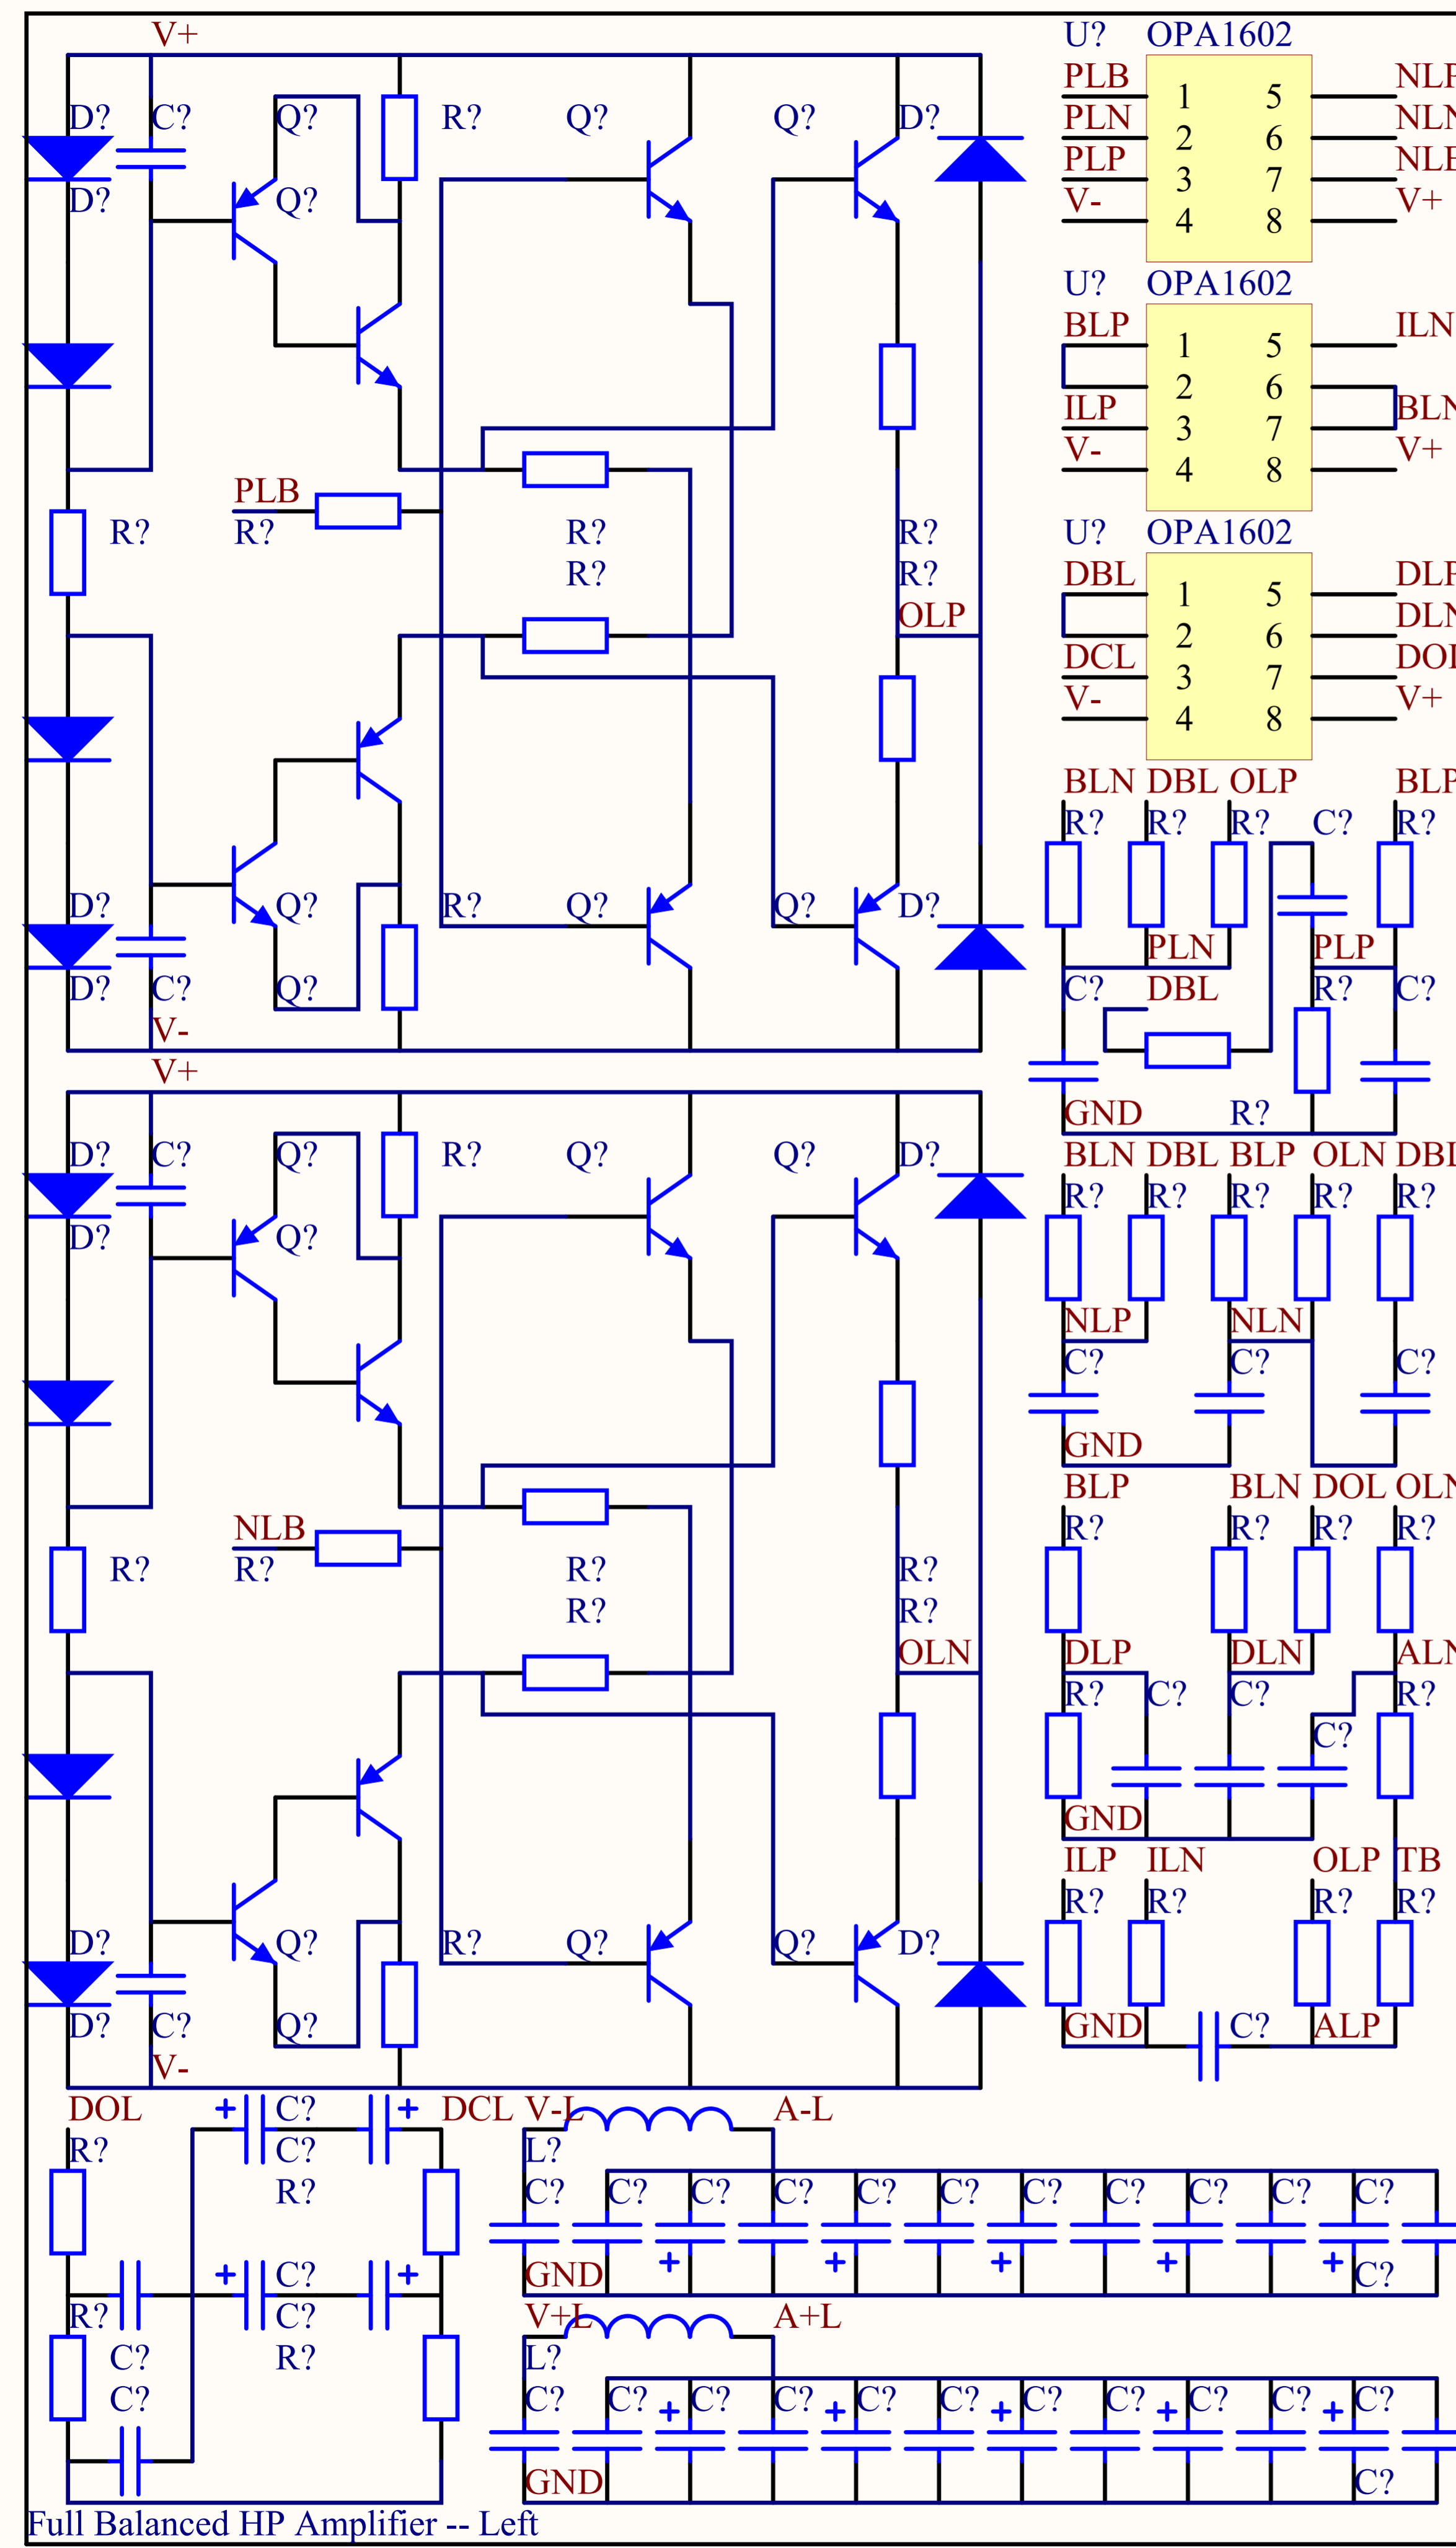 V+
U? OPA1602
D? C? Q? R? Q? Q? D?
PLB 1 5
PLN 2 6
D? Q?
PLP 3 7
V- 4 8 V+
U? OPA1602
BLP 1 5 ILN
2 6
ILP 3 7 BLN
V- 4 8 V+
PLB
R? R? R? R?
U? OPA1602
R? R?
DBL 1 5
OLP
2 6
DCL 3 7
V- 4 8 V+
BLN DBL OLP BLP
R? R? R? C? R?
D? Q? R? Q? Q? D?
PLN PLP
D? C? Q?
C? DBL R? C?
V-
V+
GND R?
D? C? Q? R? Q? Q? D?
BLN DBL BLP OLN DBL
R? R? R? R? R?
D? Q?
NLP NLN
C? C? C?
GND
BLP BLN DOL OLN
NLB
R? R? R? R?
R? R? R? R?
R? R?
OLN
DLP DLN ALN
R? C? C? R?
C?
GND
ILP ILN OLP TB
R? R? R? R?
D? Q? R? Q? Q? D?
D? C? Q?
GND C? ALP
V-
DOL + C? + DCL V-L A-L
R? C? L?
R? C? C? C? C? C? C? C? C? C? C? C?
+ C? + GND + + + + + C?
R? C? V+L A+L
C? R? L?
C? C? C? + C? C? + C? C? + C? C? + C? C? + C?
GND C?
Full Balanced HP Amplifier -- Left